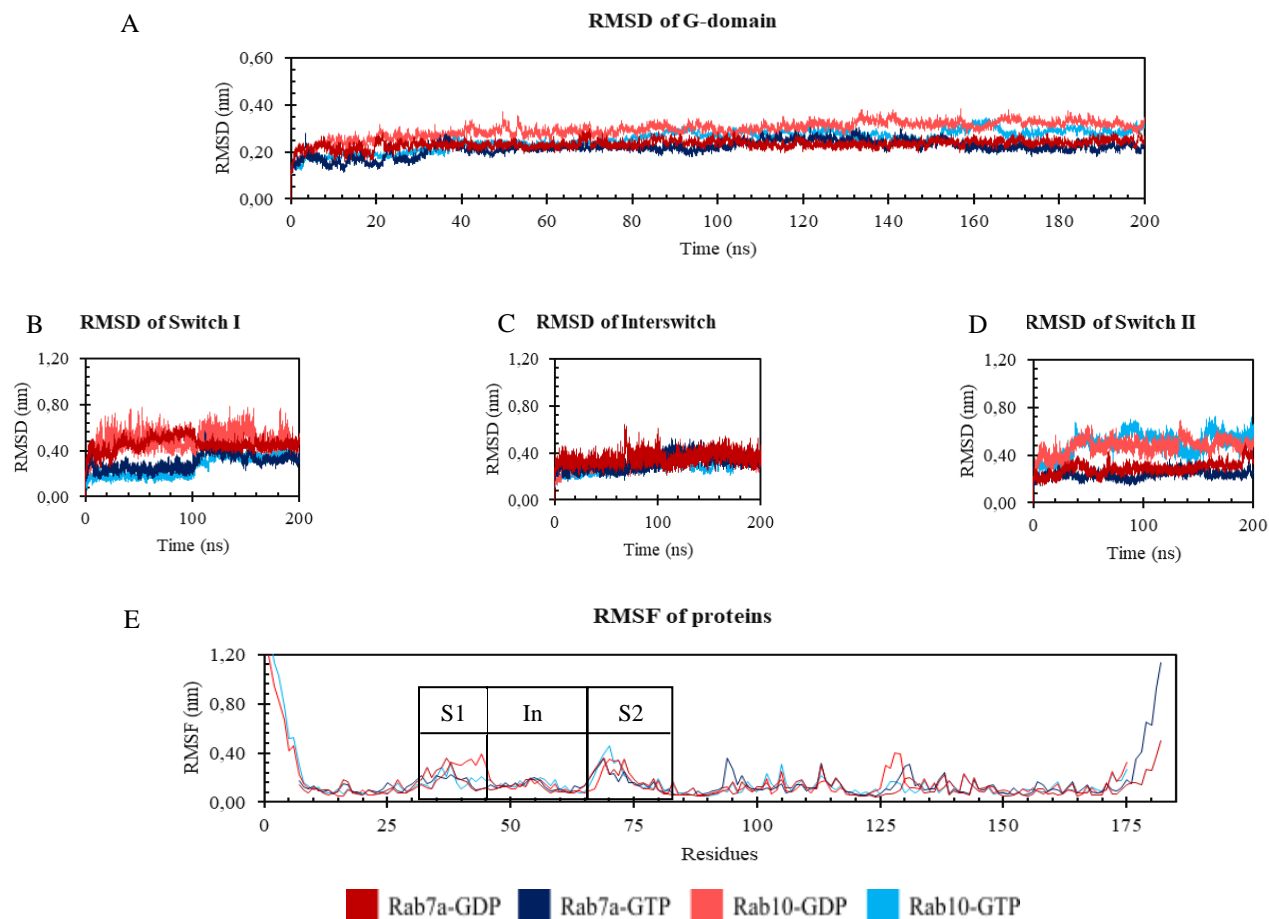 A
RMSD of G-domain
RMSD (nm)
0,60
0,40
0,20
0,00
0 20 40 60 80 100 120 140 160 180 200
Time (ns)
B RMSD of Switch I
RMSD (nm)
1,20
0,80
0,40
0,00
0 100 200
Time (ns)
C RMSD of Interswitch
RMSD (nm)
1,20
0,80
0,40
0,00
0 100 200
Time (ns)
D RMSD of Switch II
RMSD (nm)
1,20
0,80
0,40
0,00
0 100 200
Time (ns)
E
RMSF of proteins
RMSF (nm)
1,20
0,80
0,40
0,00
S1 In S2
0 25 50 75 100 125 150 175
Residues
Rab7a-GDP Rab7a-GTP Rab10-GDP Rab10-GTP